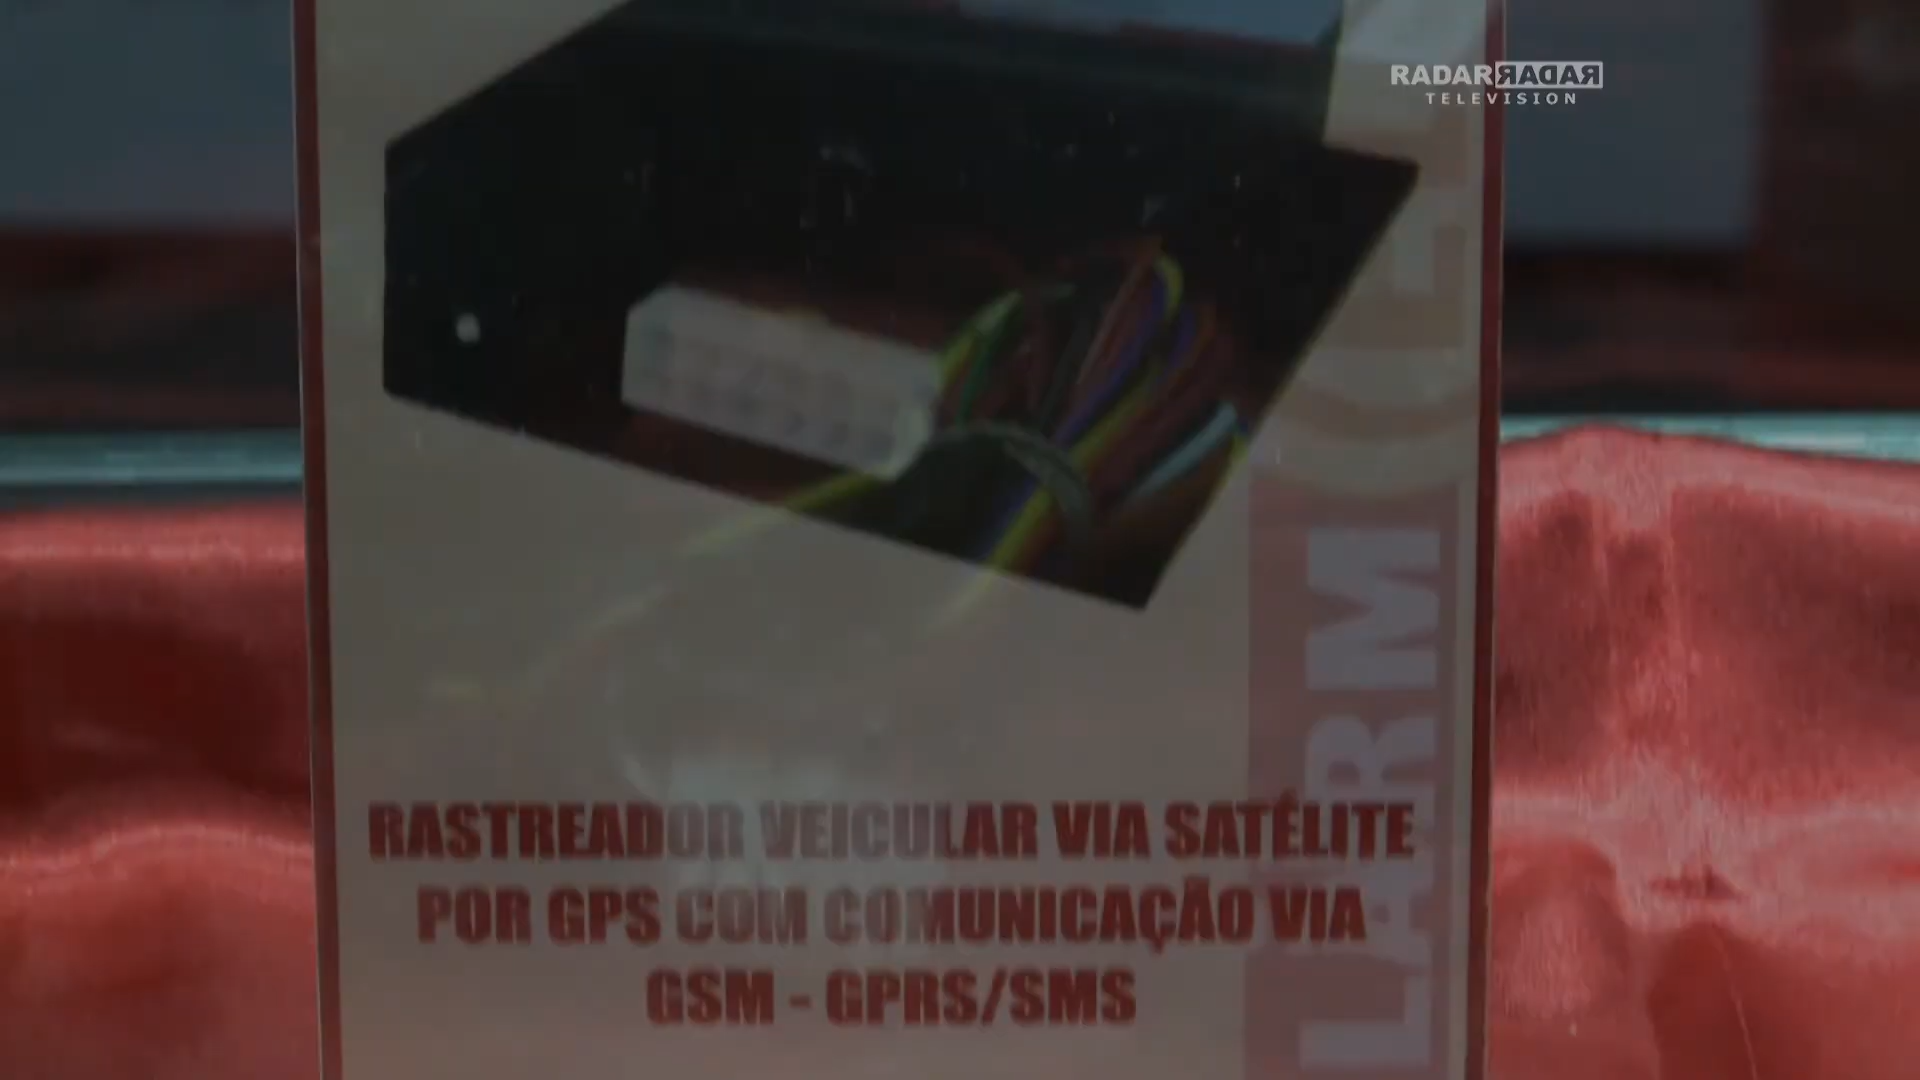 RADAR RADAR
TELEVISION
RASTREADOR VEICULAR VIA SATÉLITE
POR GPS COM COMUNICAÇÃO VIA
GSM - GPRS/SMS